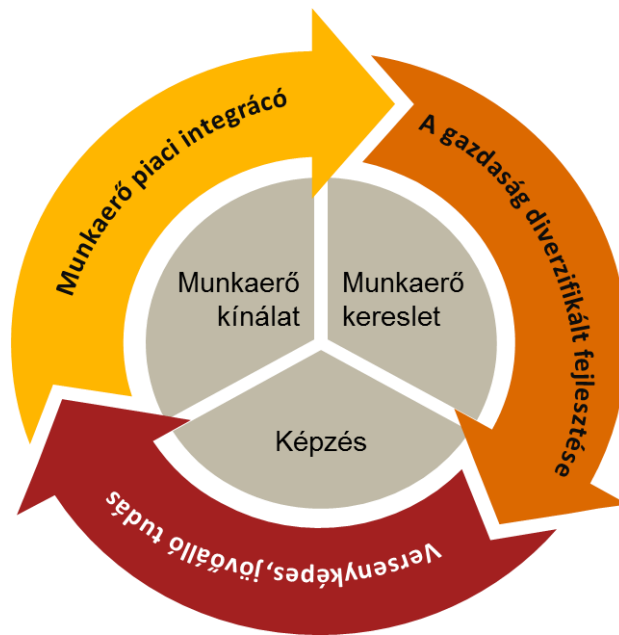 Munkaerő piaci integrácó
A gazdaság diverzifikált fejlesztése
Munkaerő
kínálat
Munkaerő
kereslet
Képzés
Versenyképes,jövőálló tudás